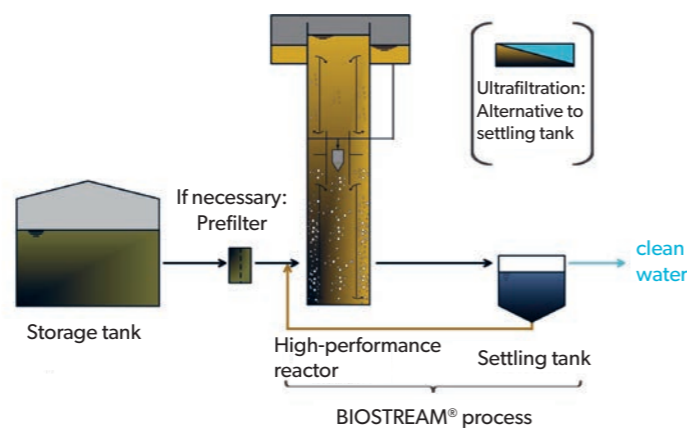 Ultrafiltration:
Alternative to
settling tank
If necessary:
Prefilter
clean
water
Storage tank
High-performance
reactor
Settling tank
BIOSTREAM® process